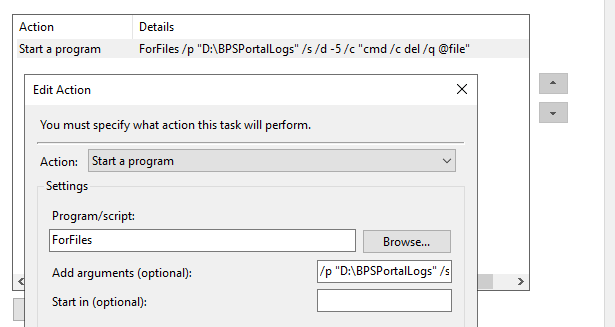 Action Details
Start a program ForFiles /p "D:\BPSPortalLogs" /s /d -5 /c "cmd /c del /q @file"
Edit Action
You must specify what action this task will perform.
Action: Start a program
Settings
Program/script:
ForFiles Browse...
Add arguments (optional): /p "D:\BPSPortalLogs" /s
Start in (optional):